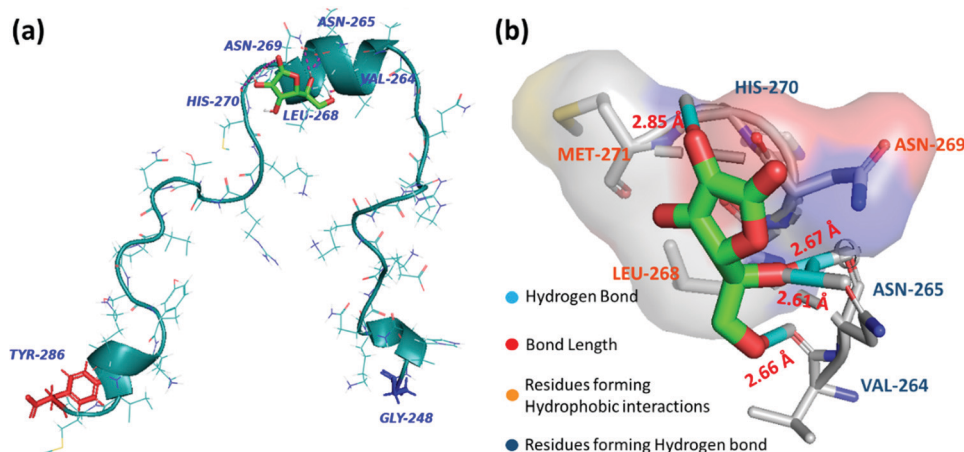 (a)
ASN-265
ASN-269
VAL-264
HIS-270
LEU-268
TYR-286
GLY-248
(b)
HIS-270
2.85 Å
MET-271
ASN-269
2.67 Å
LEU-268
ASN-265
Hydrogen Bond
2.61 Å
Bond Length
2.66 Å
VAL-264
Residues forming
Hydrophobic interactions
Residues forming Hydrogen bond